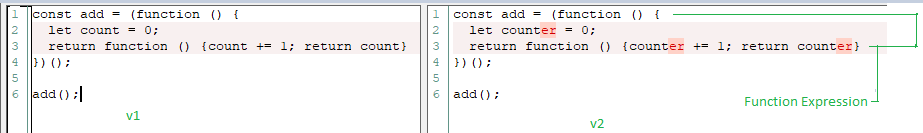 1 const add = (function () {
2 let count = 0;
3 return function () {count += 1; return count}
4 })();
5
6 add();
v1
1 const add = (function () {
2 let counter = 0;
3 return function () {counter += 1; return counter}
4 })();
5
6 add();
Function Expression
v2